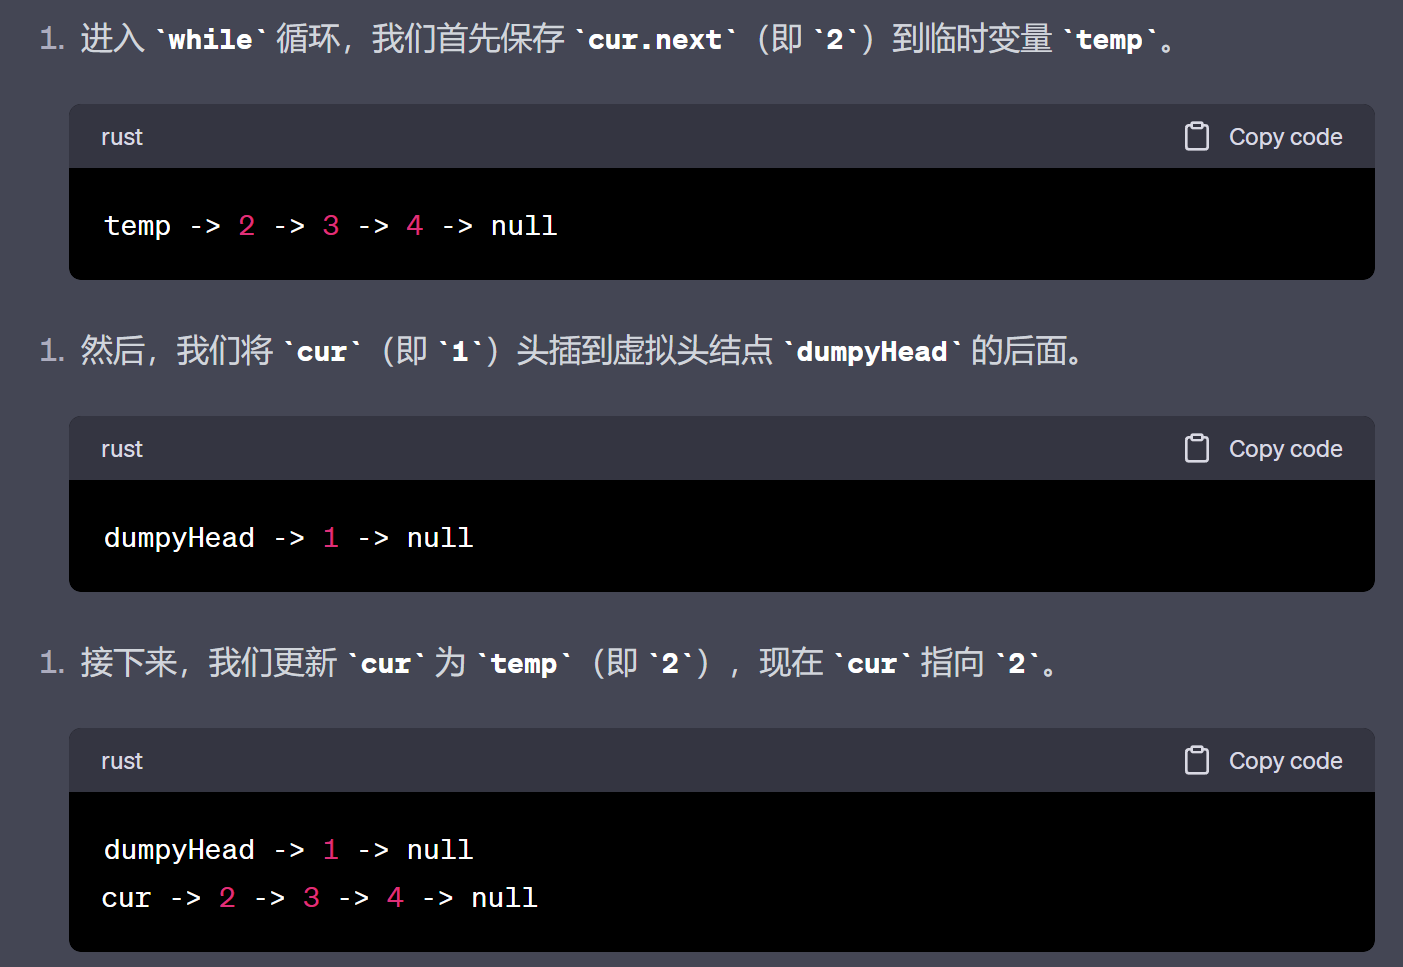 1. 进入 `while` 循环，我们首先保存 `cur.next`（即 `2`）到临时变量 `temp`。
rust Copy code
temp -> 2 -> 3 -> 4 -> null
1. 然后，我们将 `cur`（即 `1`）头插到虚拟头结点 `dumpyHead` 的后面。
rust Copy code
dumpyHead -> 1 -> null
1. 接下来，我们更新 `cur` 为 `temp`（即 `2`），现在 `cur` 指向 `2`。
rust Copy code
dumpyHead -> 1 -> null
cur -> 2 -> 3 -> 4 -> null